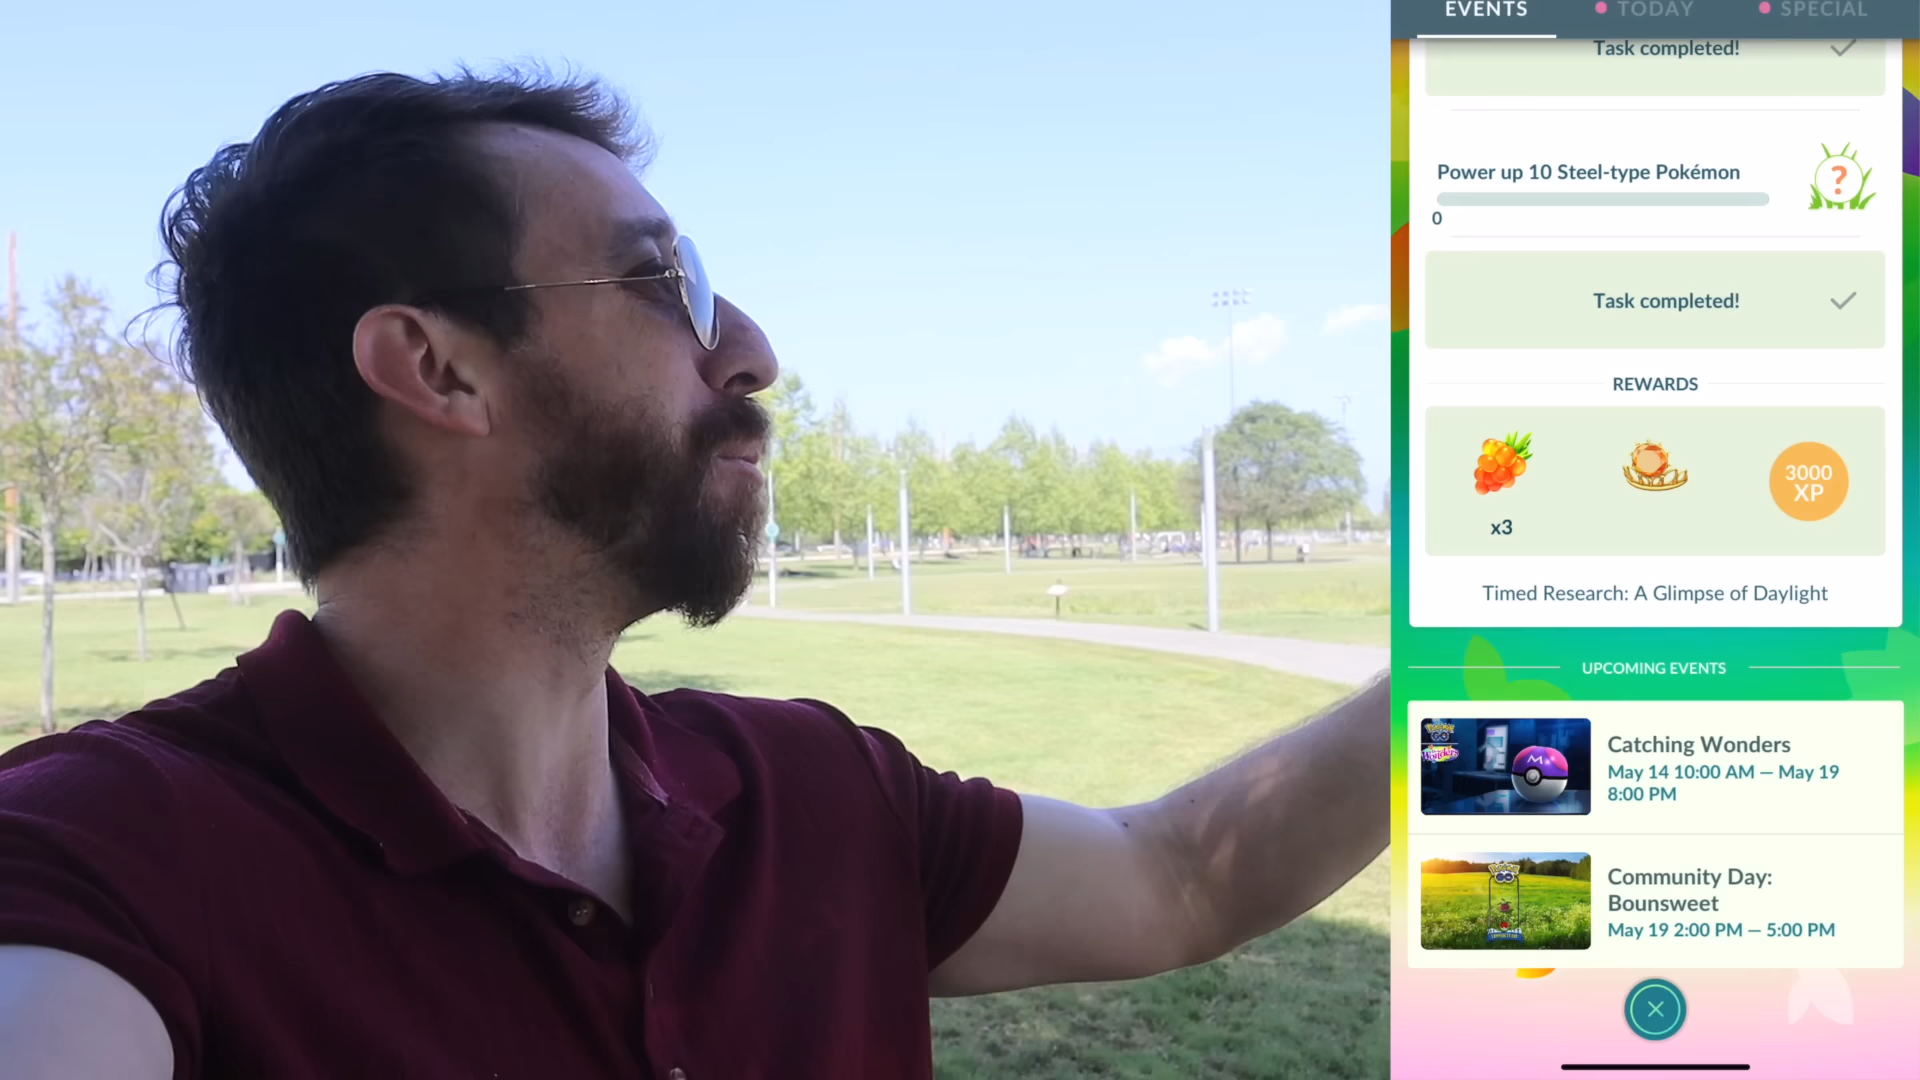 EVENTS
TODAY
SPECIAL
Task completed!
Power up 10 Steel-type Pokémon
?
0
Task completed!
REWARDS
3000
XP
x3
Timed Research: A Glimpse of Daylight
UPCOMING EVENTS
Catching Wonders
May 14 10:00 AM – May 19
8:00 PM
Community Day:
Bounsweet
May 19 2:00 PM – 5:00 PM